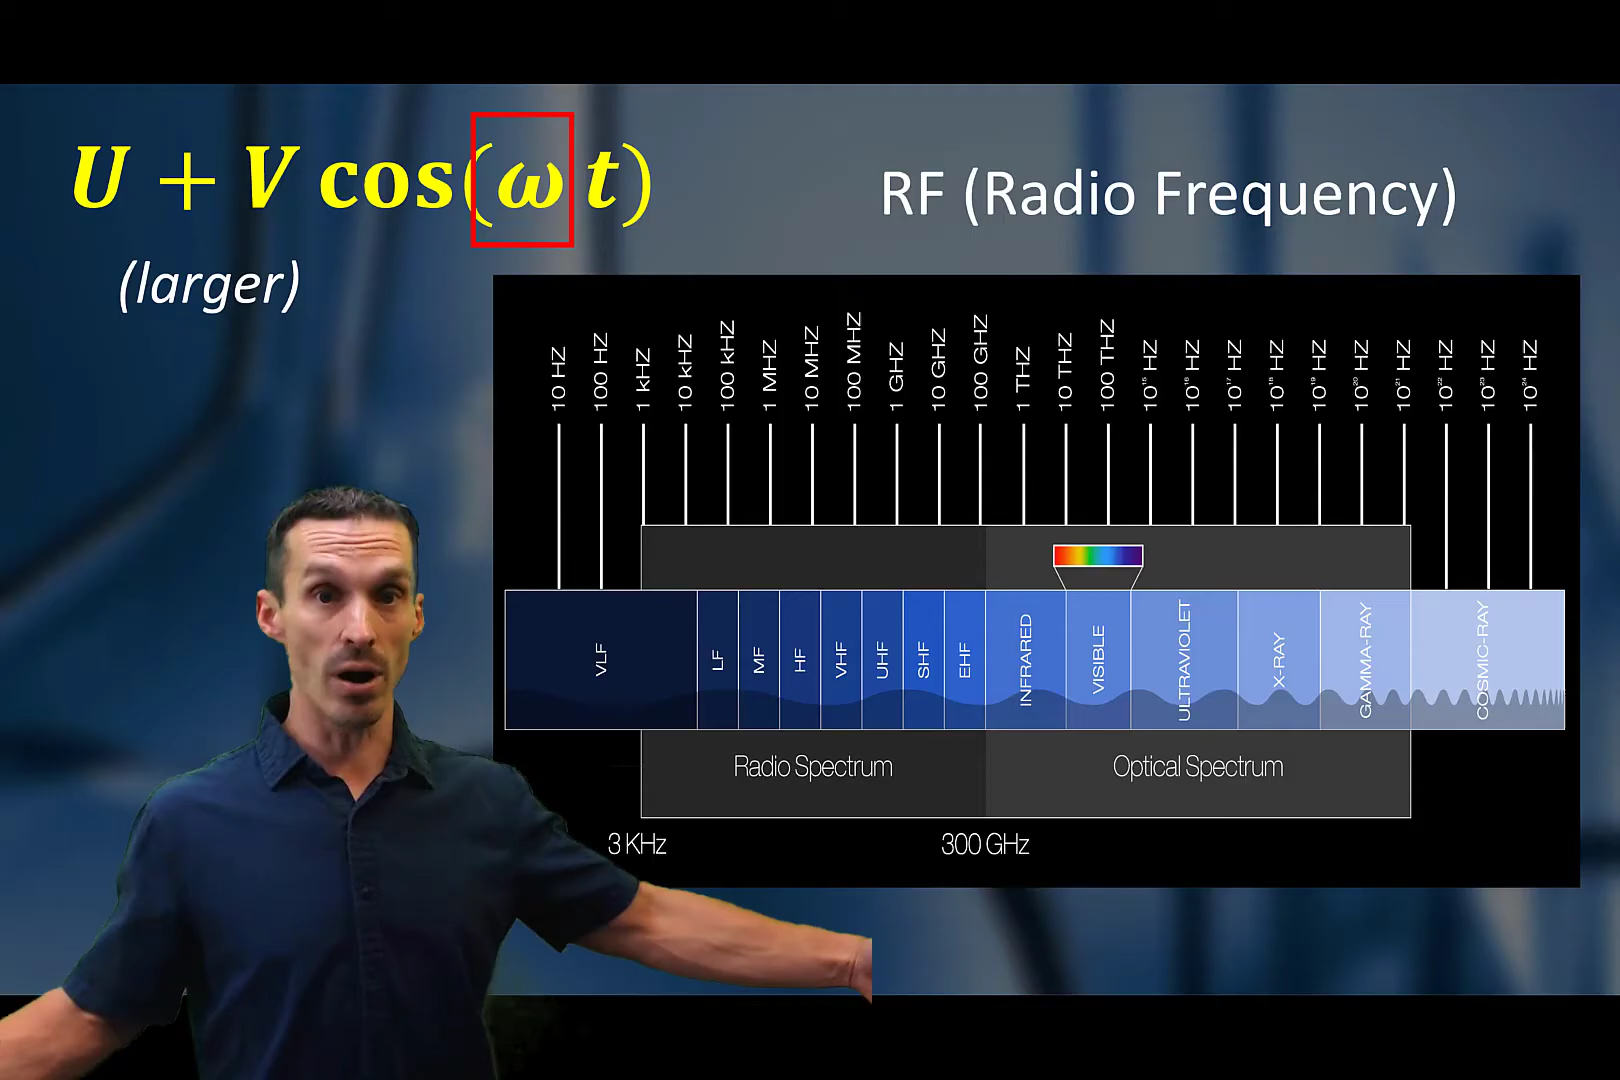 U + V cos(ω t)
(larger)
RF (Radio Frequency)
10 HZ
100 HZ
1 kHZ
10 kHZ
100 kHZ
1 MHZ
10 MHZ
100 MHZ
1 GHZ
10 GHZ
100 GHZ
1 THZ
10 THZ
100 THZ
10¹⁵ HZ
10¹⁶ HZ
10¹⁷ HZ
10¹⁸ HZ
10¹⁹ HZ
10²⁰ HZ
10²¹ HZ
10²² HZ
10²³ HZ
10²⁴ HZ
VLF
LF
MF
HF
VHF
UHF
SHF
EHF
INFRARED
VISIBLE
ULTRAVIOLET
X-RAY
GAMMA-RAY
COSMIC-RAY
Radio Spectrum
Optical Spectrum
3 KHz
300 GHz